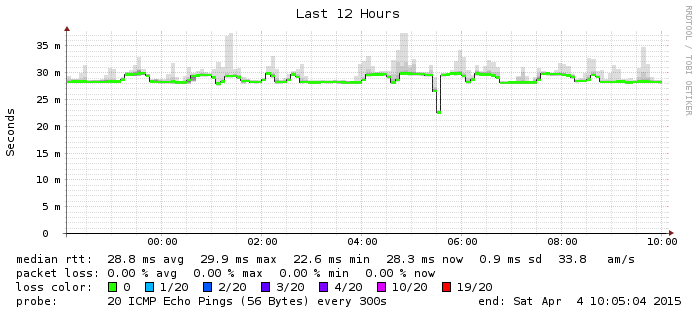 Last 12 Hours
RRDTOOL / TOBI OETIKER
Seconds
35 m
30 m
25 m
20 m
15 m
10 m
5 m
0
00:00 02:00 04:00 06:00 08:00 10:00
median rtt: 28.8 ms avg 29.9 ms max 22.6 ms min 28.3 ms now 0.9 ms sd 33.8 am/s
packet loss: 0.00 % avg 0.00 % max 0.00 % min 0.00 % now
loss color: 0 1/20 2/20 3/20 4/20 10/20 19/20
probe: 20 ICMP Echo Pings (56 Bytes) every 300s end: Sat Apr 4 10:05:04 2015